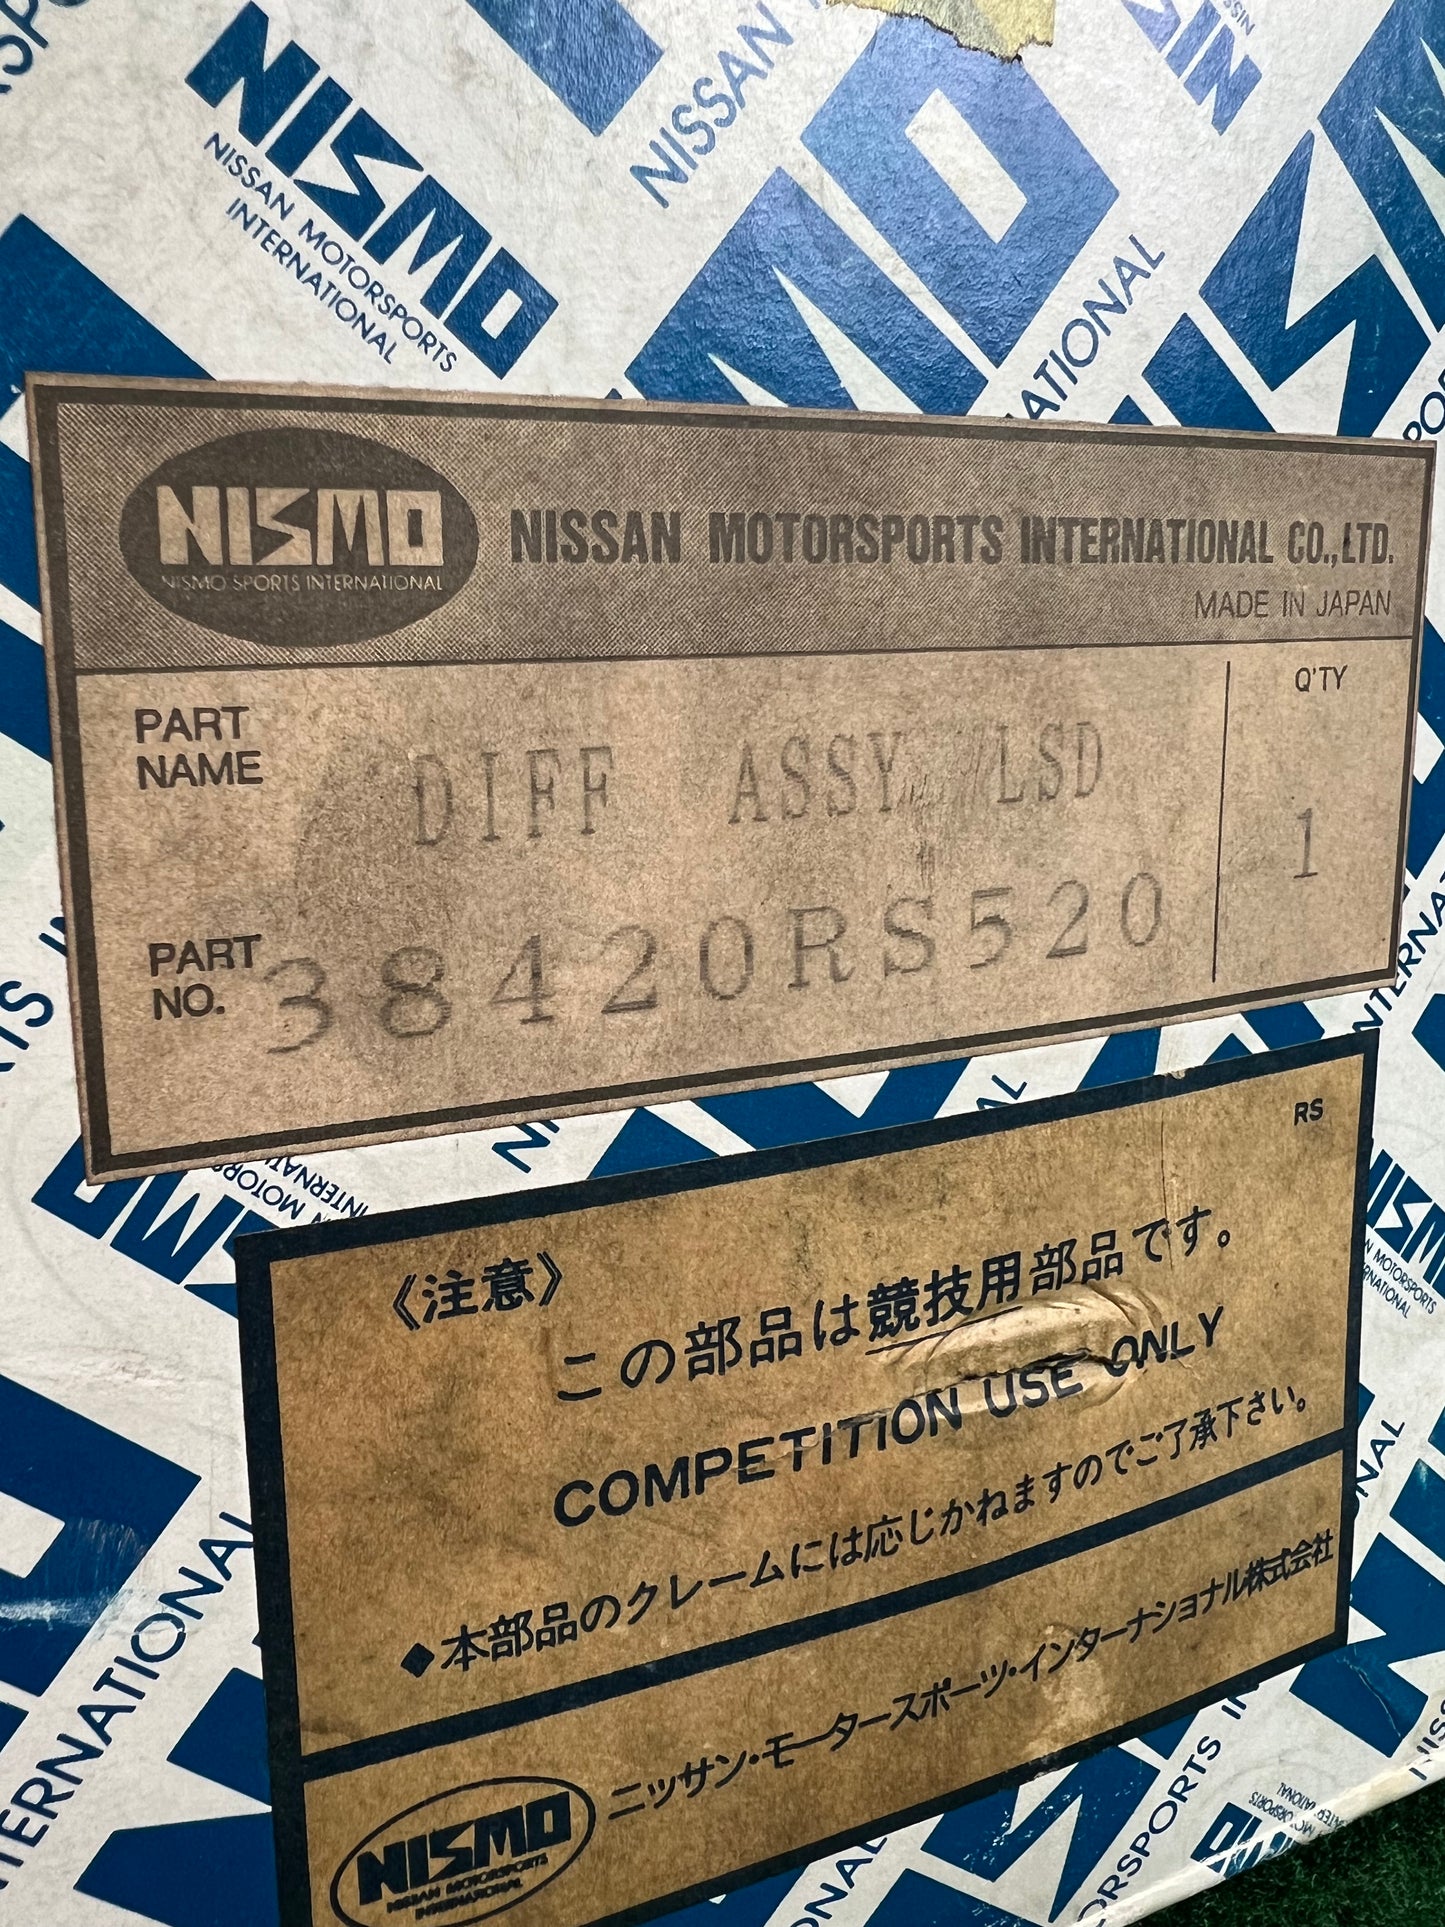 NISMO
NISSAN MOTORSPORTS
INTERNATIONAL
NISMO
NISMO SPORTS INTERNATIONAL
NISSAN MOTORSPORTS INTERNATIONAL CO.,LTD.
MADE IN JAPAN
PART NAME
DIFF ASSY LSD
Q'TY
1
PART NO.
38420RS520
RS
《注意》
この部品は競技用部品です。
COMPETITION USE ONLY
◆本部品のクレームには応じかねますのでご了承下さい。
ニッサン・モータースポーツ・インターナショナル株式会社
NISMO
NISSAN MOTORSPORTS
INTERNATIONAL